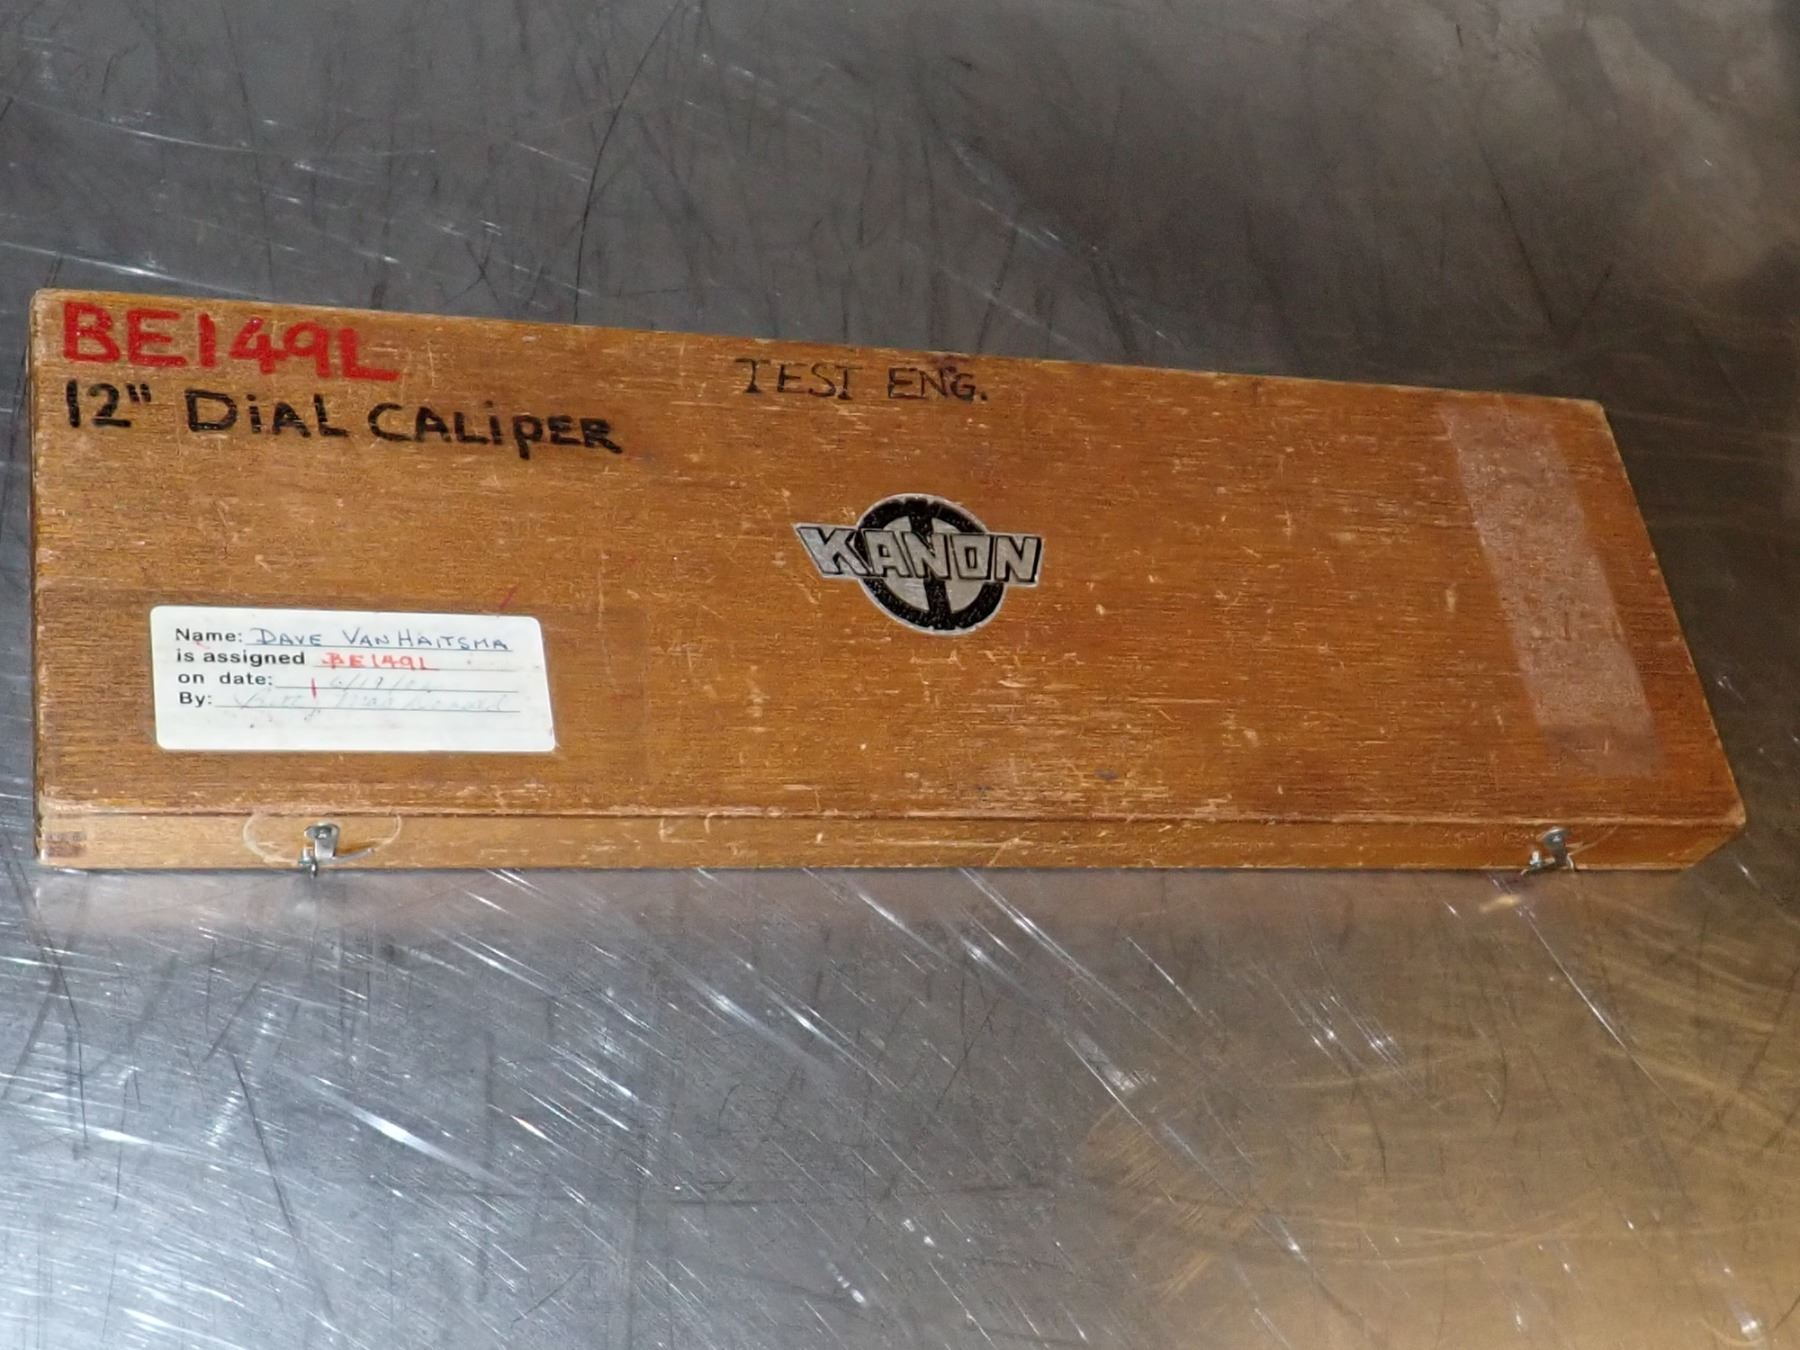 BE149L
12" DiAL CALiPER
TEST ENG.
KANON
Name: DAVE VANHAITSMA
is assigned BE149L
on date:
By: